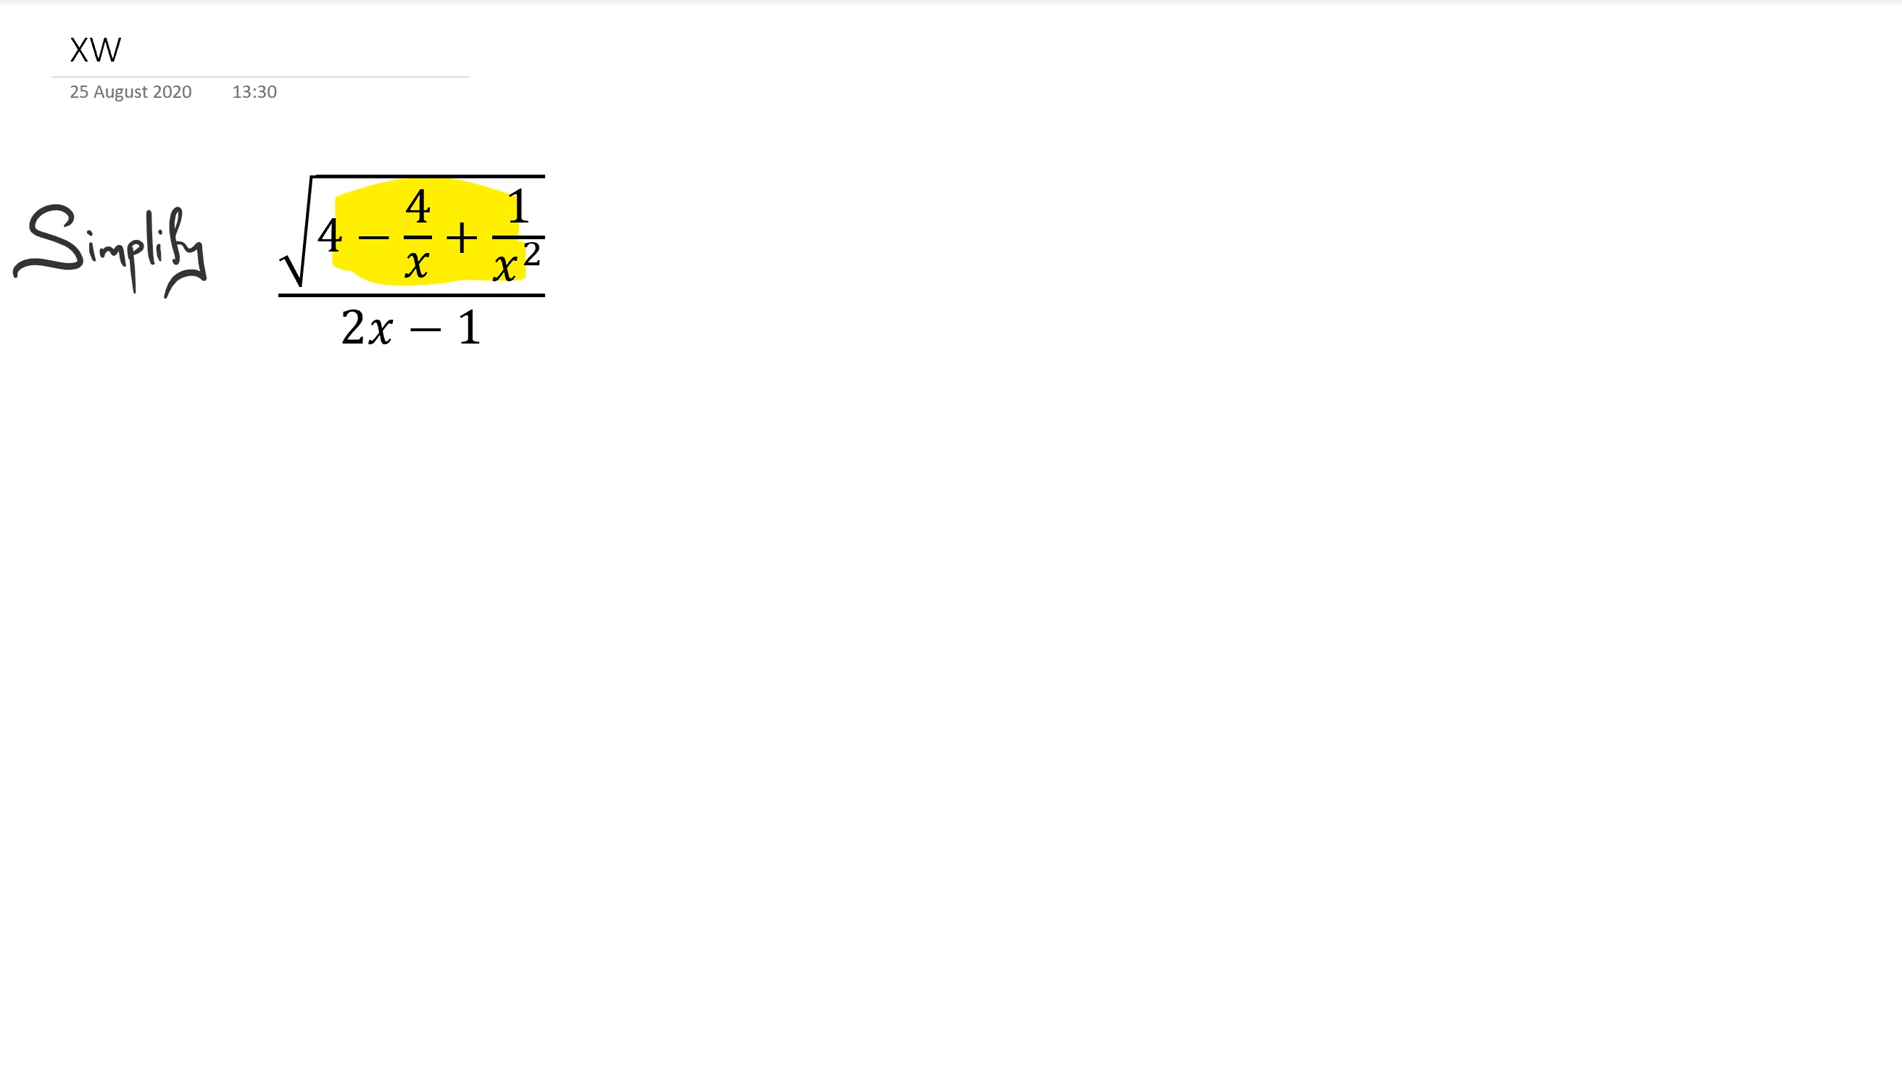 XW
25 August 2020 13:30
Simplify √(4 − 4/x + 1/x²) / (2x − 1)